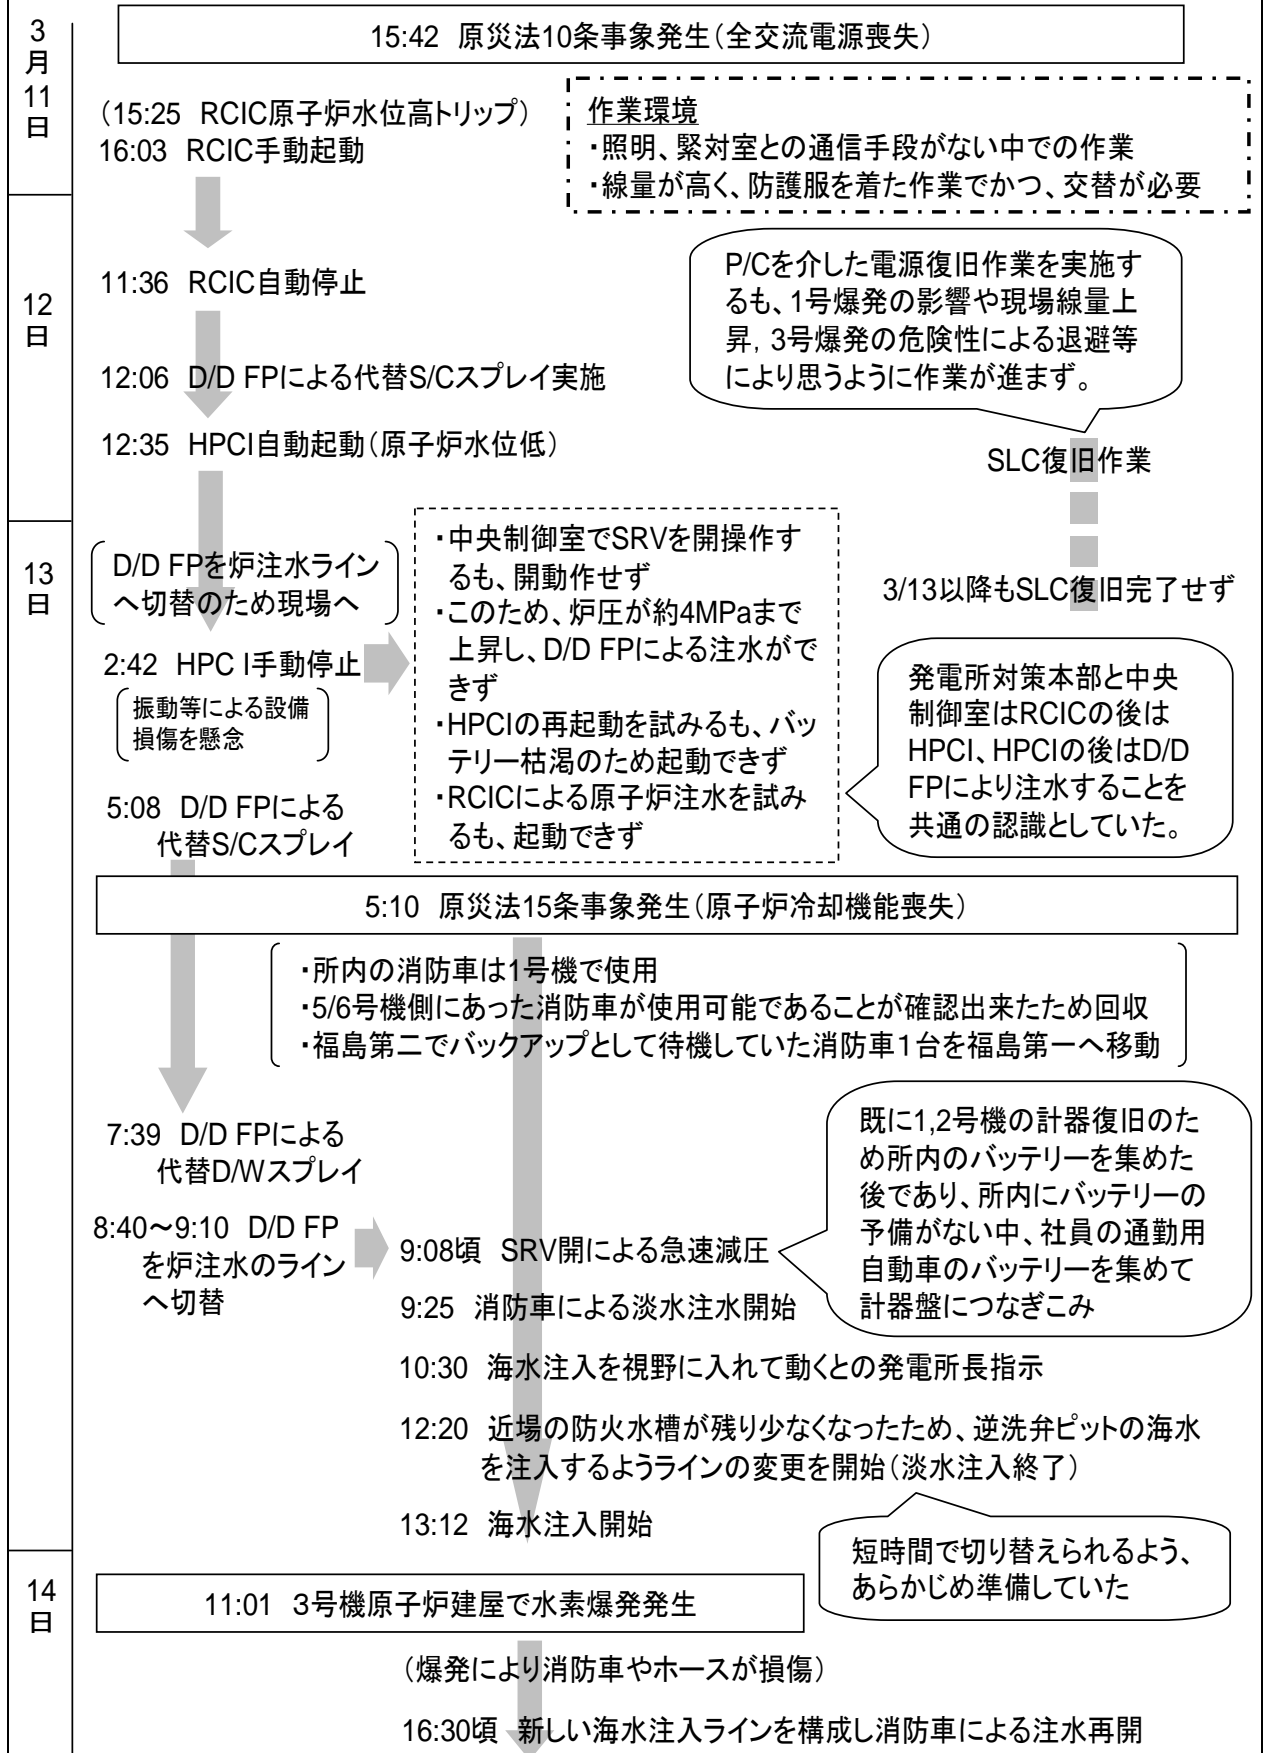 3
月
11
日
15:42 原災法10条事象発生（全交流電源喪失）
（15:25 RCIC原子炉水位高トリップ）
16:03 RCIC手動起動
作業環境
・照明、緊対室との通信手段がない中での作業
・線量が高く、防護服を着た作業でかつ、交替が必要
12
日
11:36 RCIC自動停止
12:06 D/D FPによる代替S/Cスプレイ実施
12:35 HPCI自動起動（原子炉水位低）
P/Cを介した電源復旧作業を実施す
るも、1号爆発の影響や現場線量上
昇，3号爆発の危険性による退避等
により思うように作業が進まず。
SLC復旧作業
3/13以降もSLC復旧完了せず
13
日
D/D FPを炉注水ライン
へ切替のため現場へ
2:42 HPC I手動停止
振動等による設備
損傷を懸念
・中央制御室でSRVを開操作す
るも、開動作せず
・このため、炉圧が約4MPaまで
上昇し、D/D FPによる注水がで
きず
・HPCIの再起動を試みるも、バッ
テリー枯渇のため起動できず
・RCICによる原子炉注水を試み
るも、起動できず
発電所対策本部と中央
制御室はRCICの後は
HPCI、HPCIの後はD/D
FPにより注水することを
共通の認識としていた。
5:08 D/D FPによる
代替S/Cスプレイ
5:10 原災法15条事象発生（原子炉冷却機能喪失）
・所内の消防車は1号機で使用
・5/6号機側にあった消防車が使用可能であることが確認出来たため回収
・福島第二でバックアップとして待機していた消防車1台を福島第一へ移動
7:39 D/D FPによる
代替D/Wスプレイ
8:40～9:10 D/D FP
を炉注水のライン
へ切替
9:08頃 SRV開による急速減圧
既に1,2号機の計器復旧のた
め所内のバッテリーを集めた
後であり、所内にバッテリーの
予備がない中、社員の通勤用
自動車のバッテリーを集めて
計器盤につなぎこみ
9:25 消防車による淡水注水開始
10:30 海水注入を視野に入れて動くとの発電所長指示
12:20 近場の防火水槽が残り少なくなったため、逆洗弁ピットの海水
を注入するようラインの変更を開始（淡水注入終了）
13:12 海水注入開始
短時間で切り替えられるよう、
あらかじめ準備していた
14
日
11:01 3号機原子炉建屋で水素爆発発生
（爆発により消防車やホースが損傷）
16:30頃 新しい海水注入ラインを構成し消防車による注水再開